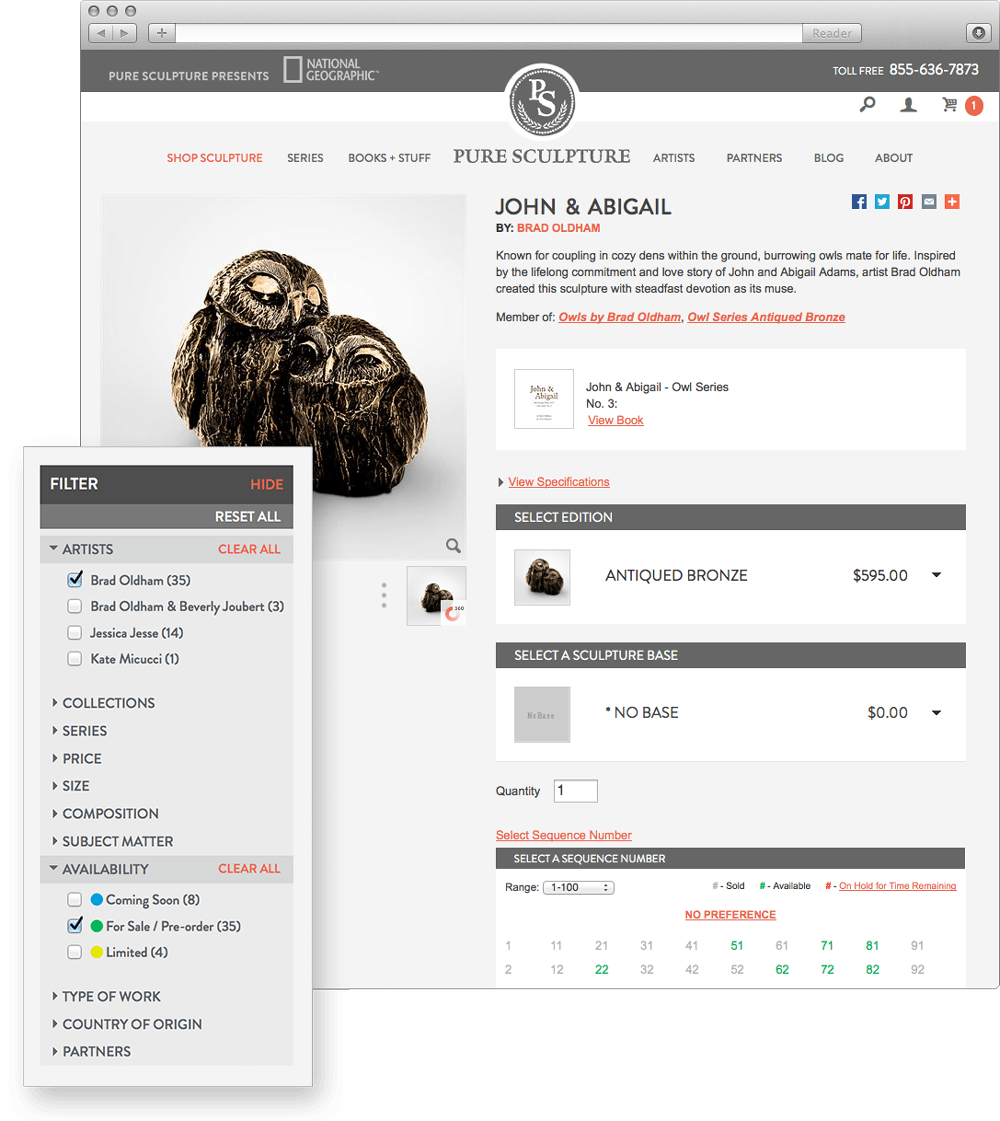 Reader
PURE SCULPTURE PRESENTS
NATIONAL
GEOGRAPHIC™
TOLL FREE 855-636-7873
PS
1
SHOP SCULPTURE SERIES BOOKS + STUFF PURE SCULPTURE ARTISTS PARTNERS BLOG ABOUT
JOHN & ABIGAIL
BY: BRAD OLDHAM
Known for coupling in cozy dens within the ground, burrowing owls mate for life. Inspired
by the lifelong commitment and love story of John and Abigail Adams, artist Brad Oldham
created this sculpture with steadfast devotion as its muse.
Member of: Owls by Brad Oldham, Owl Series Antiqued Bronze
John &
Abigail
John & Abigail - Owl Series
No. 3:
View Book
View Specifications
SELECT EDITION
ANTIQUED BRONZE $595.00
360
SELECT A SCULPTURE BASE
No Base
* NO BASE $0.00
Quantity 1
Select Sequence Number
SELECT A SEQUENCE NUMBER
Range: 1-100 # - Sold # - Available # - On Hold for Time Remaining
NO PREFERENCE
1 11 21 31 41 51 61 71 81 91
2 12 22 32 42 52 62 72 82 92
FILTER HIDE
RESET ALL
ARTISTS CLEAR ALL
Brad Oldham (35)
Brad Oldham & Beverly Joubert (3)
Jessica Jesse (14)
Kate Micucci (1)
COLLECTIONS
SERIES
PRICE
SIZE
COMPOSITION
SUBJECT MATTER
AVAILABILITY CLEAR ALL
Coming Soon (8)
For Sale / Pre-order (35)
Limited (4)
TYPE OF WORK
COUNTRY OF ORIGIN
PARTNERS